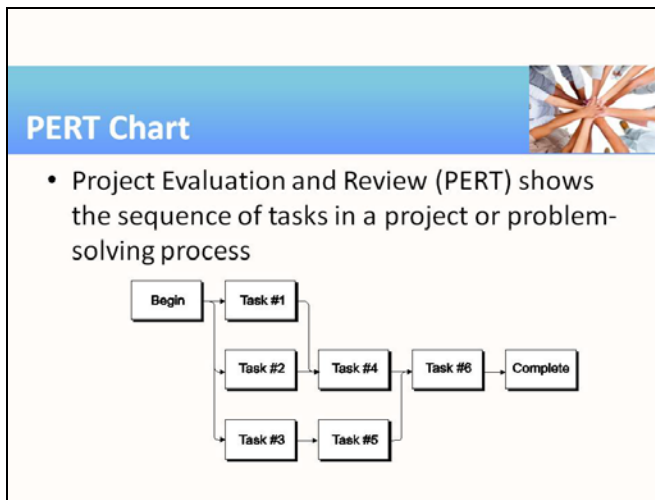 PERT Chart
• Project Evaluation and Review (PERT) shows
the sequence of tasks in a project or problem-
solving process
Begin
Task #1
Task #2
Task #4
Task #6
Complete
Task #3
Task #5